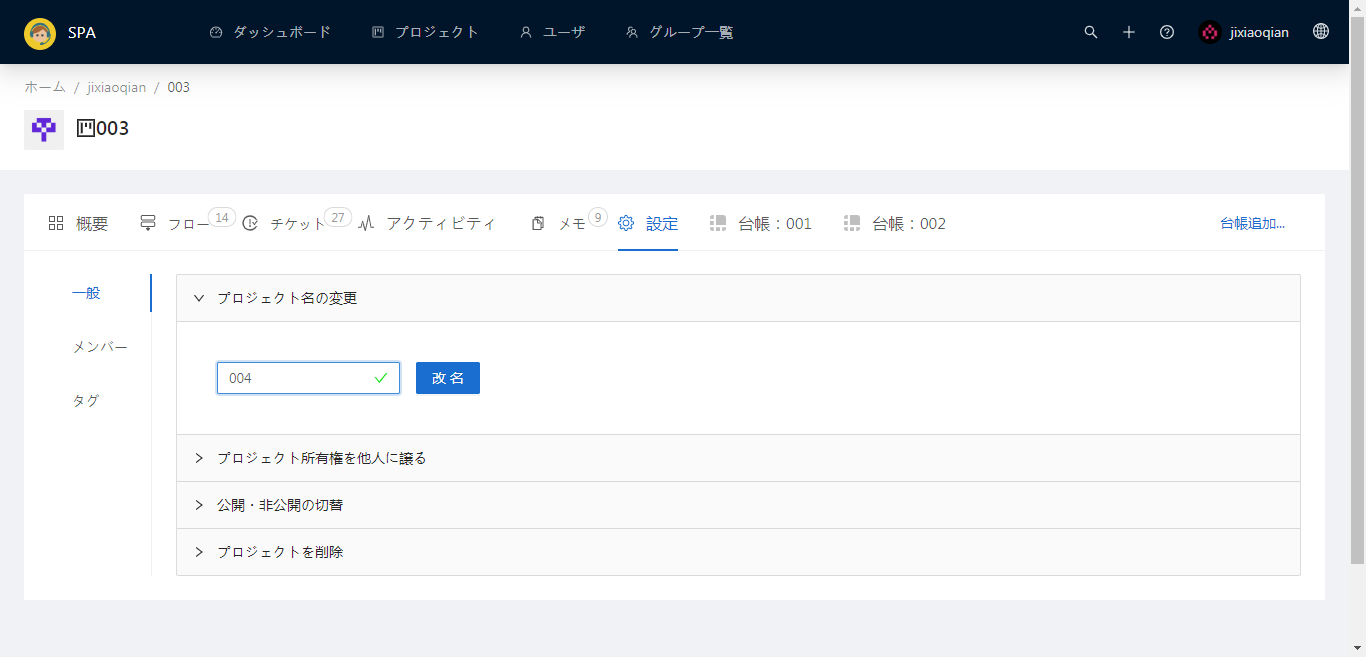 SPA ダッシュボード プロジェクト ユーザ グループ一覧 jixiaoqian
ホーム / jixiaoqian / 003
003
概要 フロー 14 チケット 27 アクティビティ メモ 9 設定 台帳：001 台帳：002 台帳追加...
一般
プロジェクト名の変更
メンバー
004 改 名
タグ
プロジェクト所有権を他人に譲る
公開・非公開の切替
プロジェクトを削除